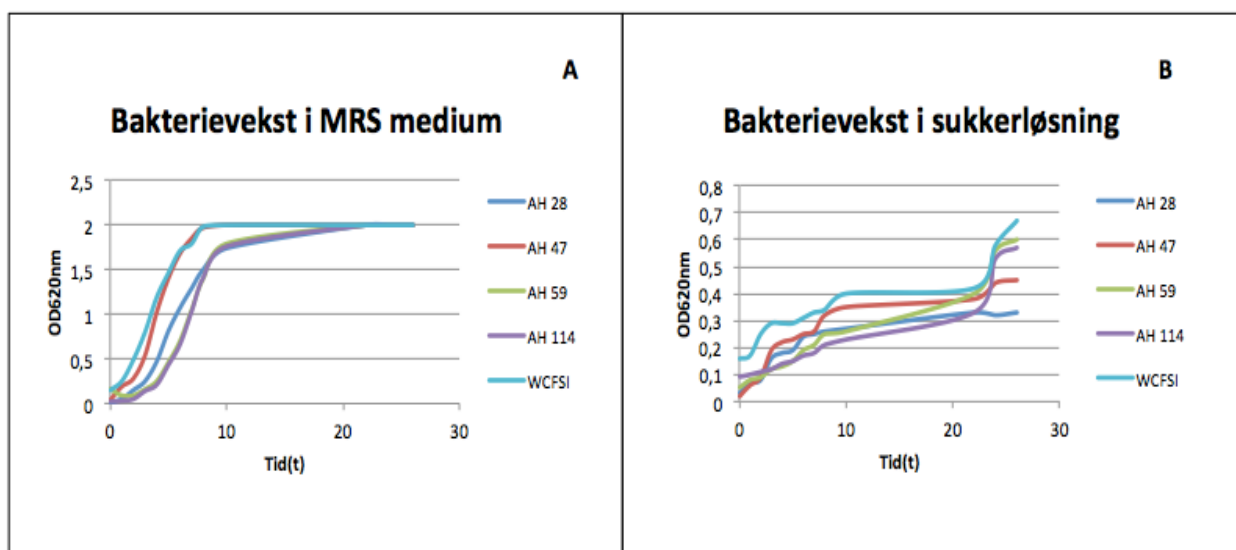 A
Bakterievekst i MRS medium
2,5
2
1,5
1
0,5
0
0 10 20 30
OD620nm
Tid(t)
AH 28
AH 47
AH 59
AH 114
WCFSI
B
Bakterievekst i sukkerløsning
0,8
0,7
0,6
0,5
0,4
0,3
0,2
0,1
0
0 10 20 30
OD620nm
Tid(t)
AH 28
AH 47
AH 59
AH 114
WCFSI